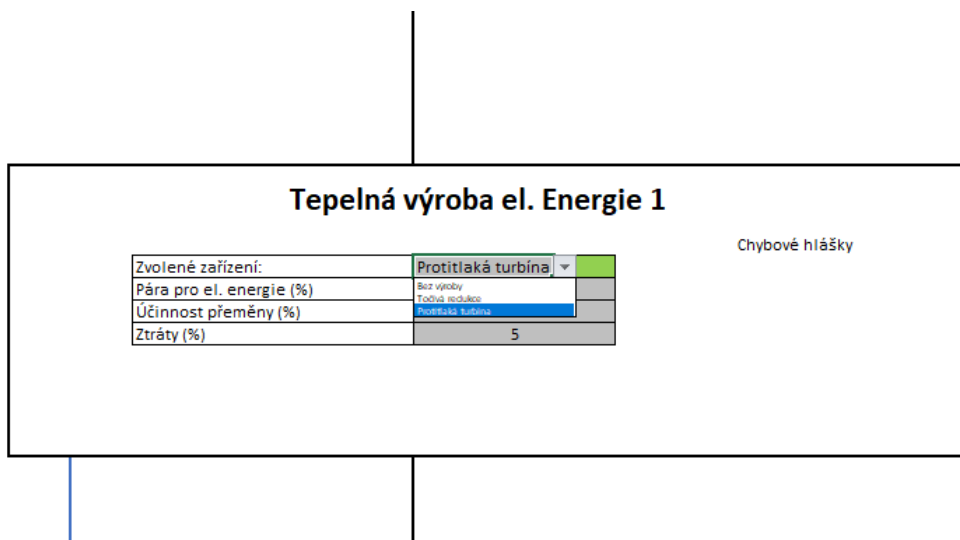 Tepelná výroba el. Energie 1
Chybové hlášky
Zvolené zařízení: Protitlaká turbína
Pára pro el. energie (%)
Bez výroby
Točivá redukce
Účinnost přeměny (%)
Protitlaká turbína
Ztráty (%) 5